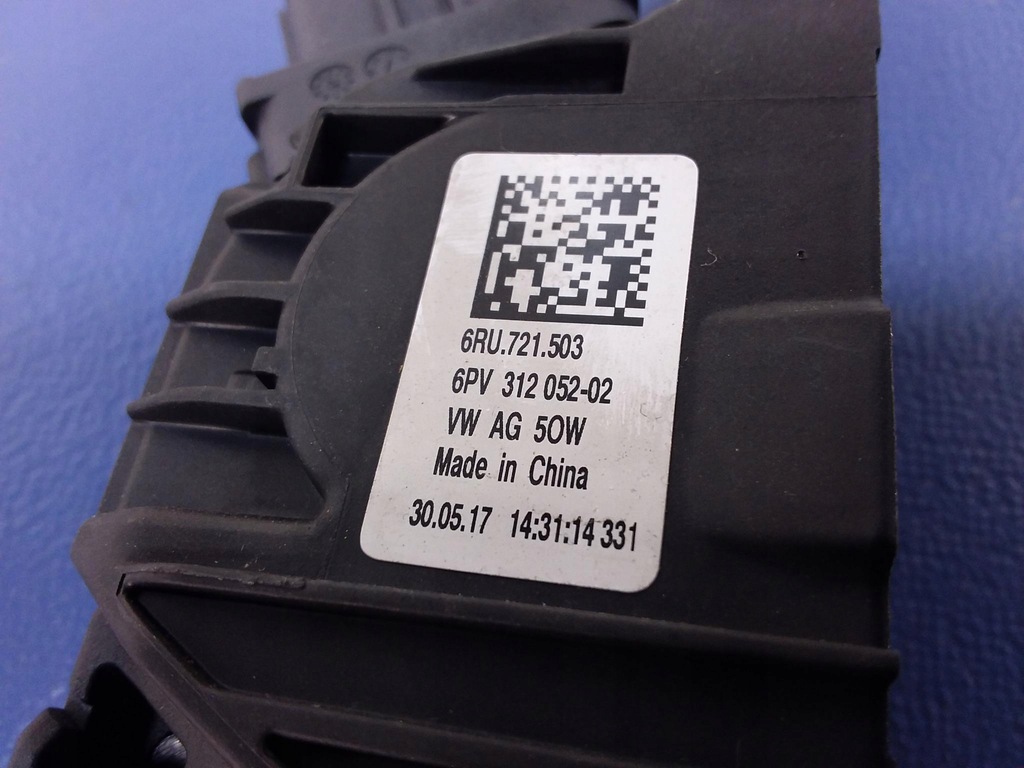 6RU.721.503
6PV 312 052-02
VW AG 5OW
Made in China
30.05.17 14:31:14 331